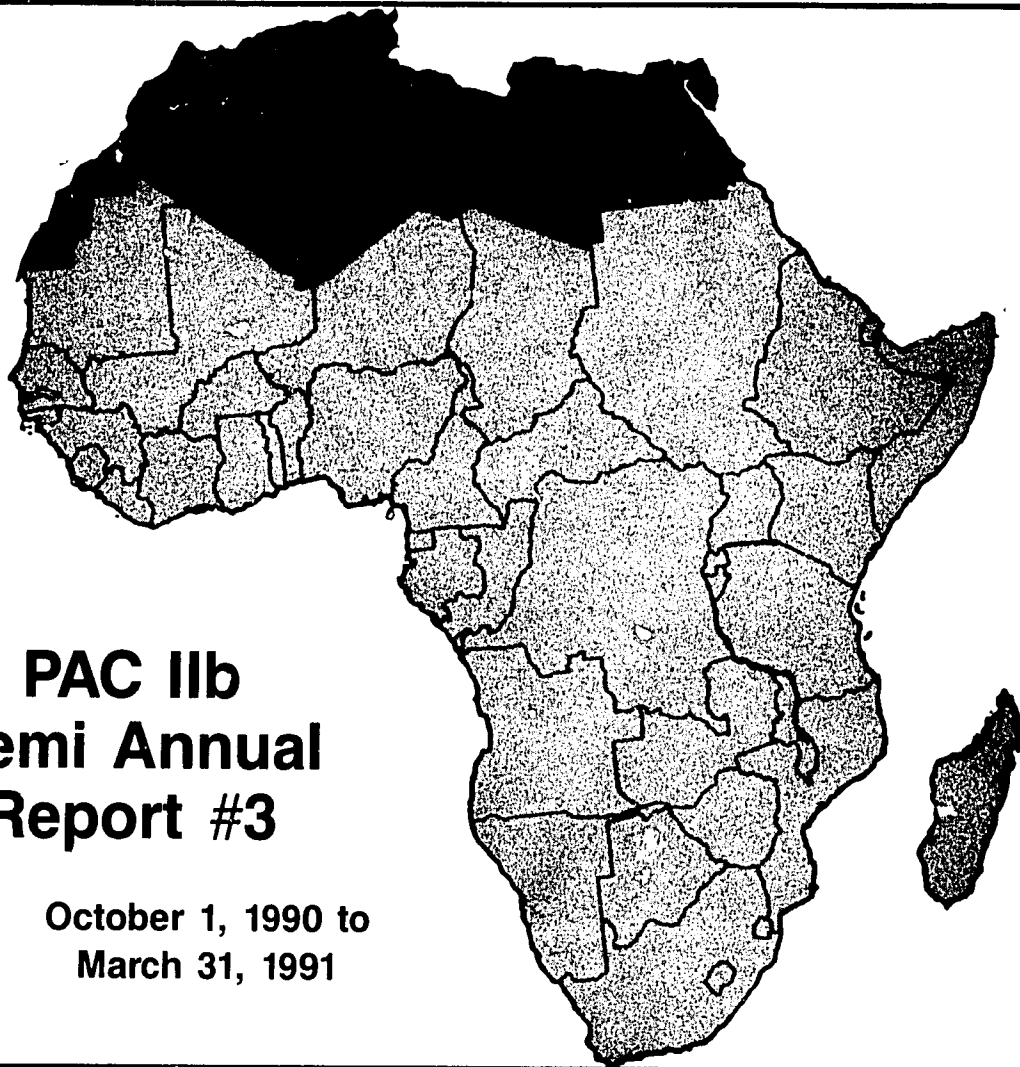 PAC IIb
emi Annual
Report #3
October 1, 1990 to
March 31, 1991